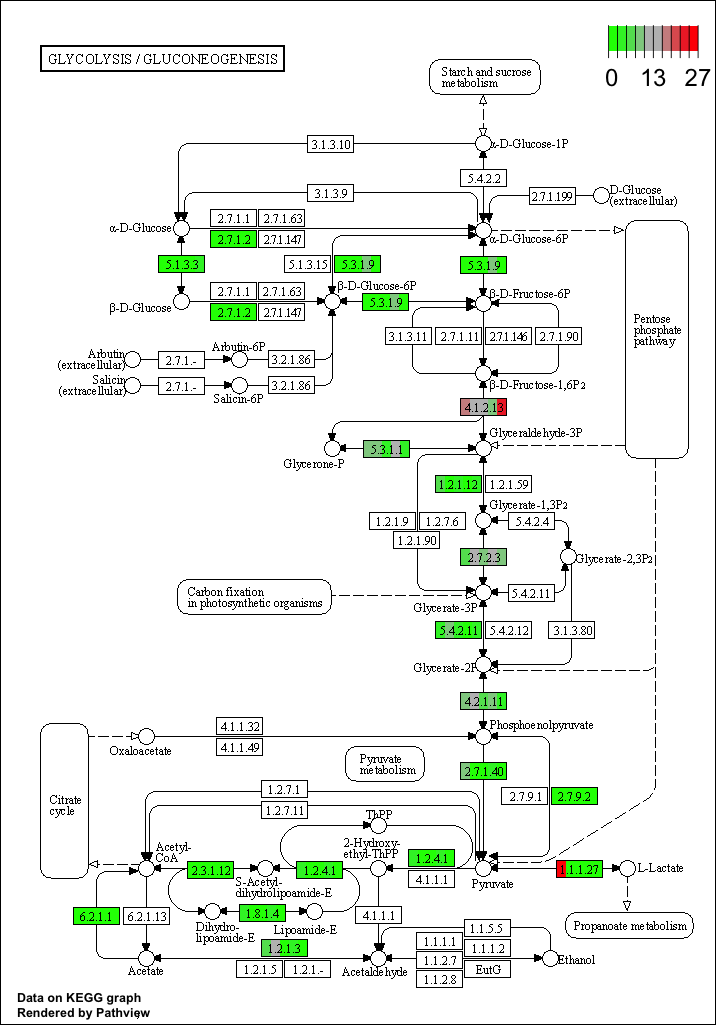 GLYCOLYSIS / GLUCONEOGENESIS
0 13 27
Starch and sucrose
metabolism
3.1.3.10
α-D-Glucose-1P
5.4.2.2
3.1.3.9
2.7.1.199
D-Glucose
(extracellular)
2.7.1.1
2.7.1.63
α-D-Glucose
2.7.1.2
2.7.1.147
α-D-Glucose-6P
5.1.3.3
5.1.3.15
5.3.1.9
5.3.1.9
β-D-Glucose-6P
2.7.1.1
2.7.1.63
β-D-Glucose
2.7.1.2
2.7.1.147
5.3.1.9
β-D-Fructose-6P
Pentose
phosphate
pathway
3.1.3.11
2.7.1.11
2.7.1.146
2.7.1.90
Arbutin
(extracellular)
2.7.1.-
Arbutin-6P
3.2.1.86
Salicin
(extracellular)
2.7.1.-
Salicin-6P
3.2.1.86
β-D-Fructose-1,6P2
4.1.2.13
Glyceraldehyde-3P
Glycerone-P
5.3.1.1
1.2.1.12
1.2.1.59
Glycerate-1,3P2
1.2.1.9
1.2.7.6
1.2.1.90
5.4.2.4
2.7.2.3
Glycerate-2,3P2
Carbon fixation
in photosynthetic organisms
5.4.2.11
Glycerate-3P
5.4.2.11
5.4.2.12
3.1.3.80
Glycerate-2P
4.2.1.11
4.1.1.32
Phosphoenolpyruvate
Oxaloacetate
4.1.1.49
Pyruvate
metabolism
2.7.1.40
Citrate
cycle
1.2.7.1
2.7.9.1
2.7.9.2
1.2.7.11
ThPP
Acetyl-
CoA
2-Hydroxy-
ethyl-ThPP
2.3.1.12
S-Acetyl-
dihydrolipoamide-E
1.2.4.1
1.2.4.1
4.1.1.1
Pyruvate
1.1.1.27
L-Lactate
6.2.1.1
6.2.1.13
Dihydro-
lipoamide-E
1.8.1.4
Lipoamide-E
4.1.1.1
Propanoate metabolism
1.2.1.3
1.1.5.5
1.1.1.1
1.1.1.2
1.1.2.7
EutG
1.1.2.8
Ethanol
Acetate
1.2.1.5
1.2.1.-
Acetaldehyde
Data on KEGG graph
Rendered by Pathview